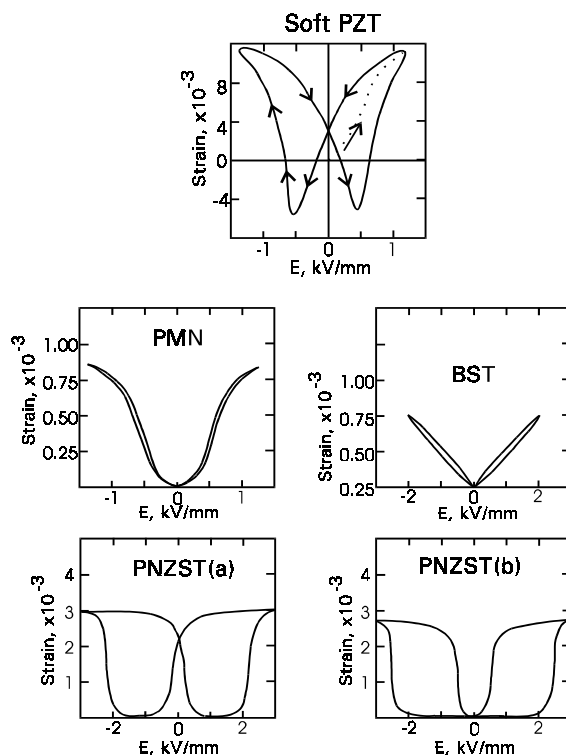 Soft PZT
Strain, x10⁻³
8
4
0
-4
-1
0
1
E, kV/mm
PMN
Strain, x10⁻³
1.00
0.75
0.50
0.25
-1
0
1
E, kV/mm
BST
Strain, x10⁻³
1.00
0.75
0.50
0.25
-2
0
2
E, kV/mm
PNZST(a)
Strain, x10⁻³
4
3
2
1
-2
0
2
E, kV/mm
PNZST(b)
Strain, x10⁻³
4
3
2
1
-2
0
2
E, kV/mm